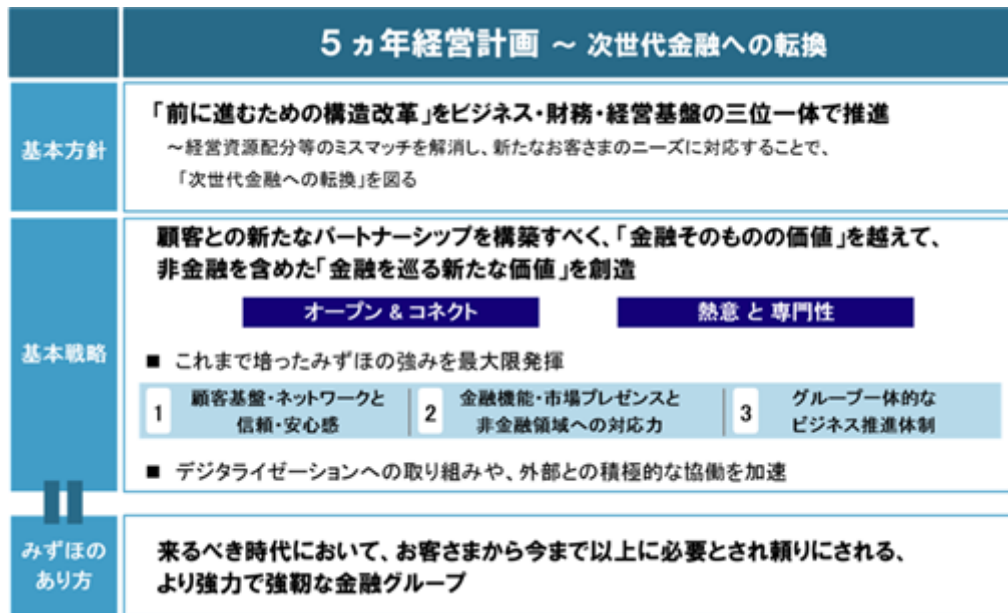 ５ヵ年経営計画 ～ 次世代金融への転換
基本方針
「前に進むための構造改革」をビジネス・財務・経営基盤の三位一体で推進
～経営資源配分等のミスマッチを解消し、新たなお客さまのニーズに対応することで、
「次世代金融への転換」を図る
基本戦略
顧客との新たなパートナーシップを構築すべく、「金融そのものの価値」を越えて、
非金融を含めた「金融を巡る新たな価値」を創造
オープン & コネクト
熱意 と 専門性
■ これまで培ったみずほの強みを最大限発揮
1
顧客基盤・ネットワークと
信頼・安心感
2
金融機能・市場プレゼンスと
非金融領域への対応力
3
グループ一体的な
ビジネス推進体制
■ デジタライゼーションへの取り組みや、外部との積極的な協働を加速
みずほの
あり方
来るべき時代において、お客さまから今まで以上に必要とされ頼りにされる、
より強力で強靭な金融グループ